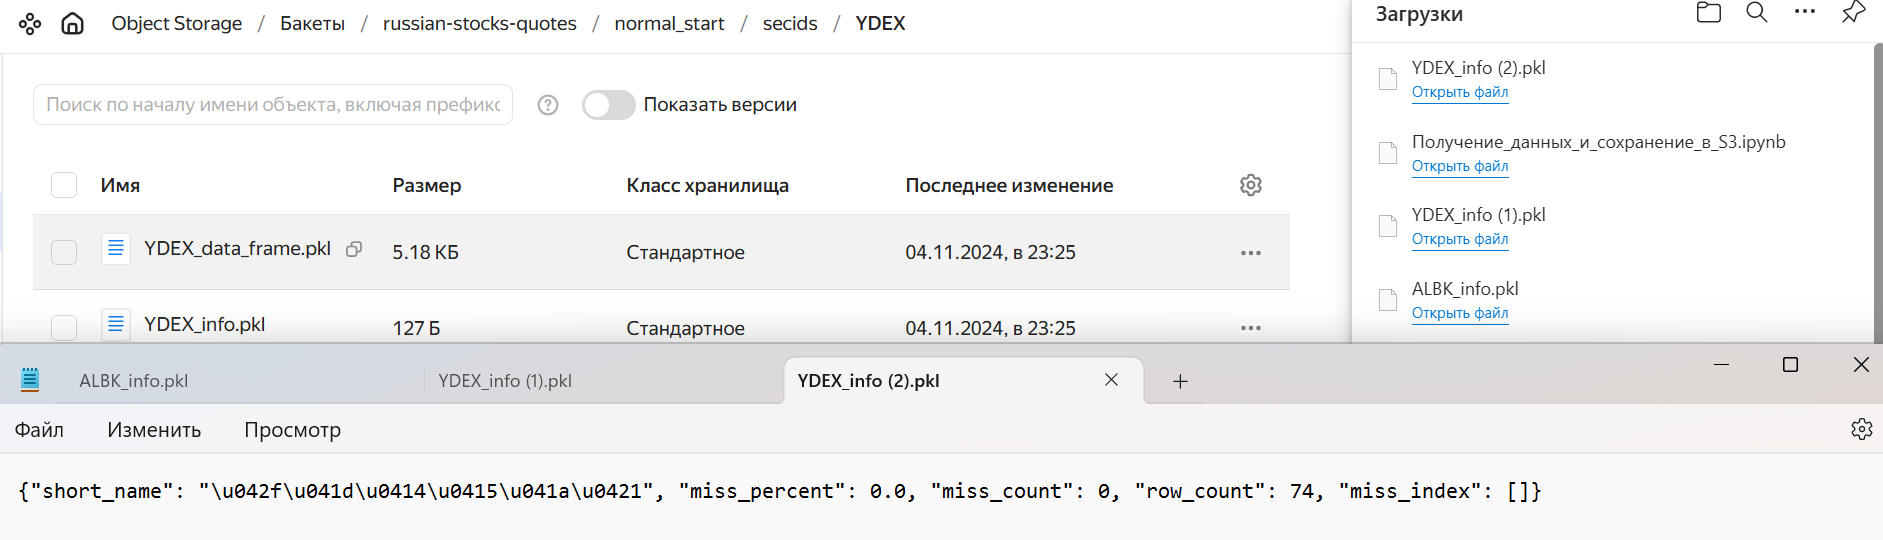 Object Storage / Бакеты / russian-stocks-quotes / normal_start / secids / YDEX
Поиск по началу имени объекта, включая префикс
Показать версии
Имя Размер Класс хранилища Последнее изменение
YDEX_data_frame.pkl 5.18 КБ Стандартное 04.11.2024, в 23:25
YDEX_info.pkl 127 Б Стандартное 04.11.2024, в 23:25
Загрузки
YDEX_info (2).pkl
Открыть файл
Получение_данных_и_сохранение_в_S3.ipynb
Открыть файл
YDEX_info (1).pkl
Открыть файл
ALBK_info.pkl
Открыть файл
ALBK_info.pkl YDEX_info (1).pkl YDEX_info (2).pkl
Файл Изменить Просмотр
{"short_name": "\u042f\u041d\u0414\u0415\u041a\u0421", "miss_percent": 0.0, "miss_count": 0, "row_count": 74, "miss_index": []}